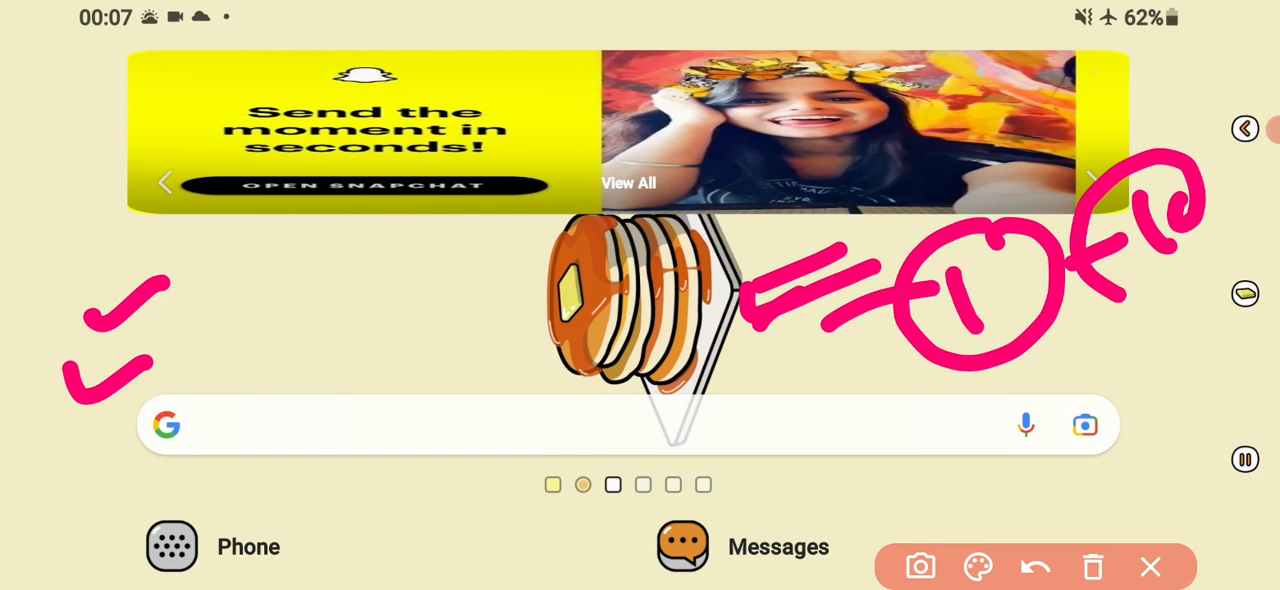 00:07
62%
Send the
moment in
seconds!
OPEN SNAPCHAT
View All
Phone
Messages